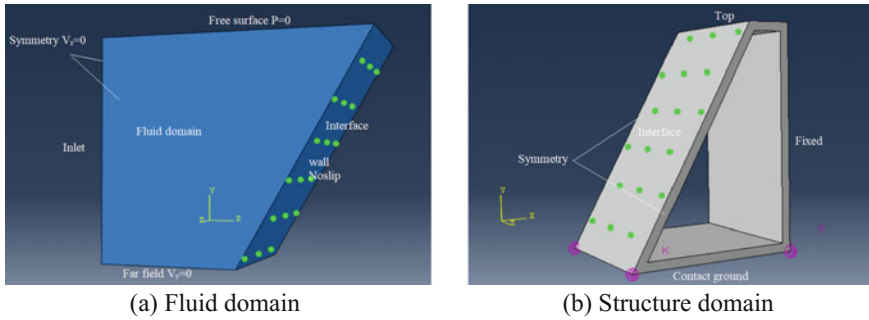 Free surface P=0
Symmetry Vz=0
Fluid domain
Inlet
Interface
wall
Noslip
Y
Z
X
Far field Vy=0
(a) Fluid domain
Top
Interface
Fixed
Symmetry
Y
Z
X
Contact ground
(b) Structure domain